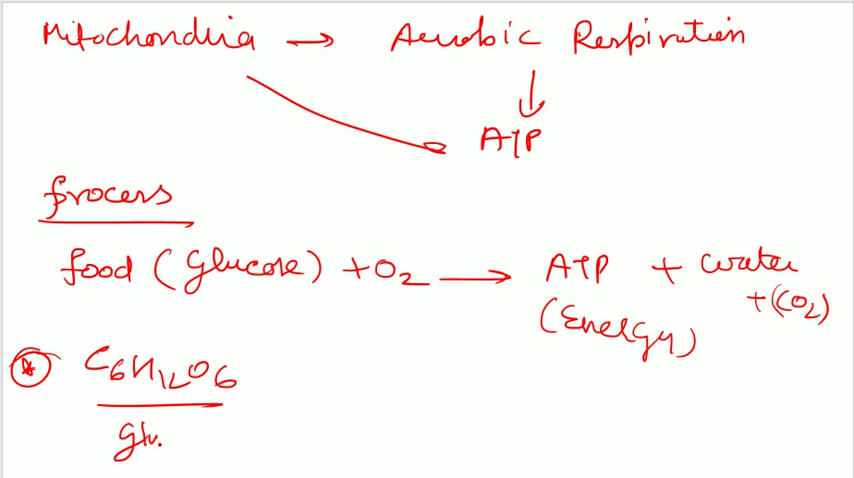 Mitochondria → Aerobic Respiration
↓
ATP
Process
food (Glucose) + O2 → ATP + water
+ (CO2)
(Energy)
* C6H12O6
Glu.